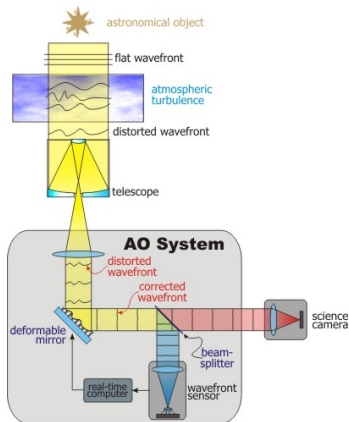 astronomical object
flat wavefront
atmospheric
turbulence
distorted wavefront
telescope
AO System
distorted
wavefront
corrected
wavefront
deformable
mirror
science
camera
beam-
splitter
real-time
computer
wavefront
sensor